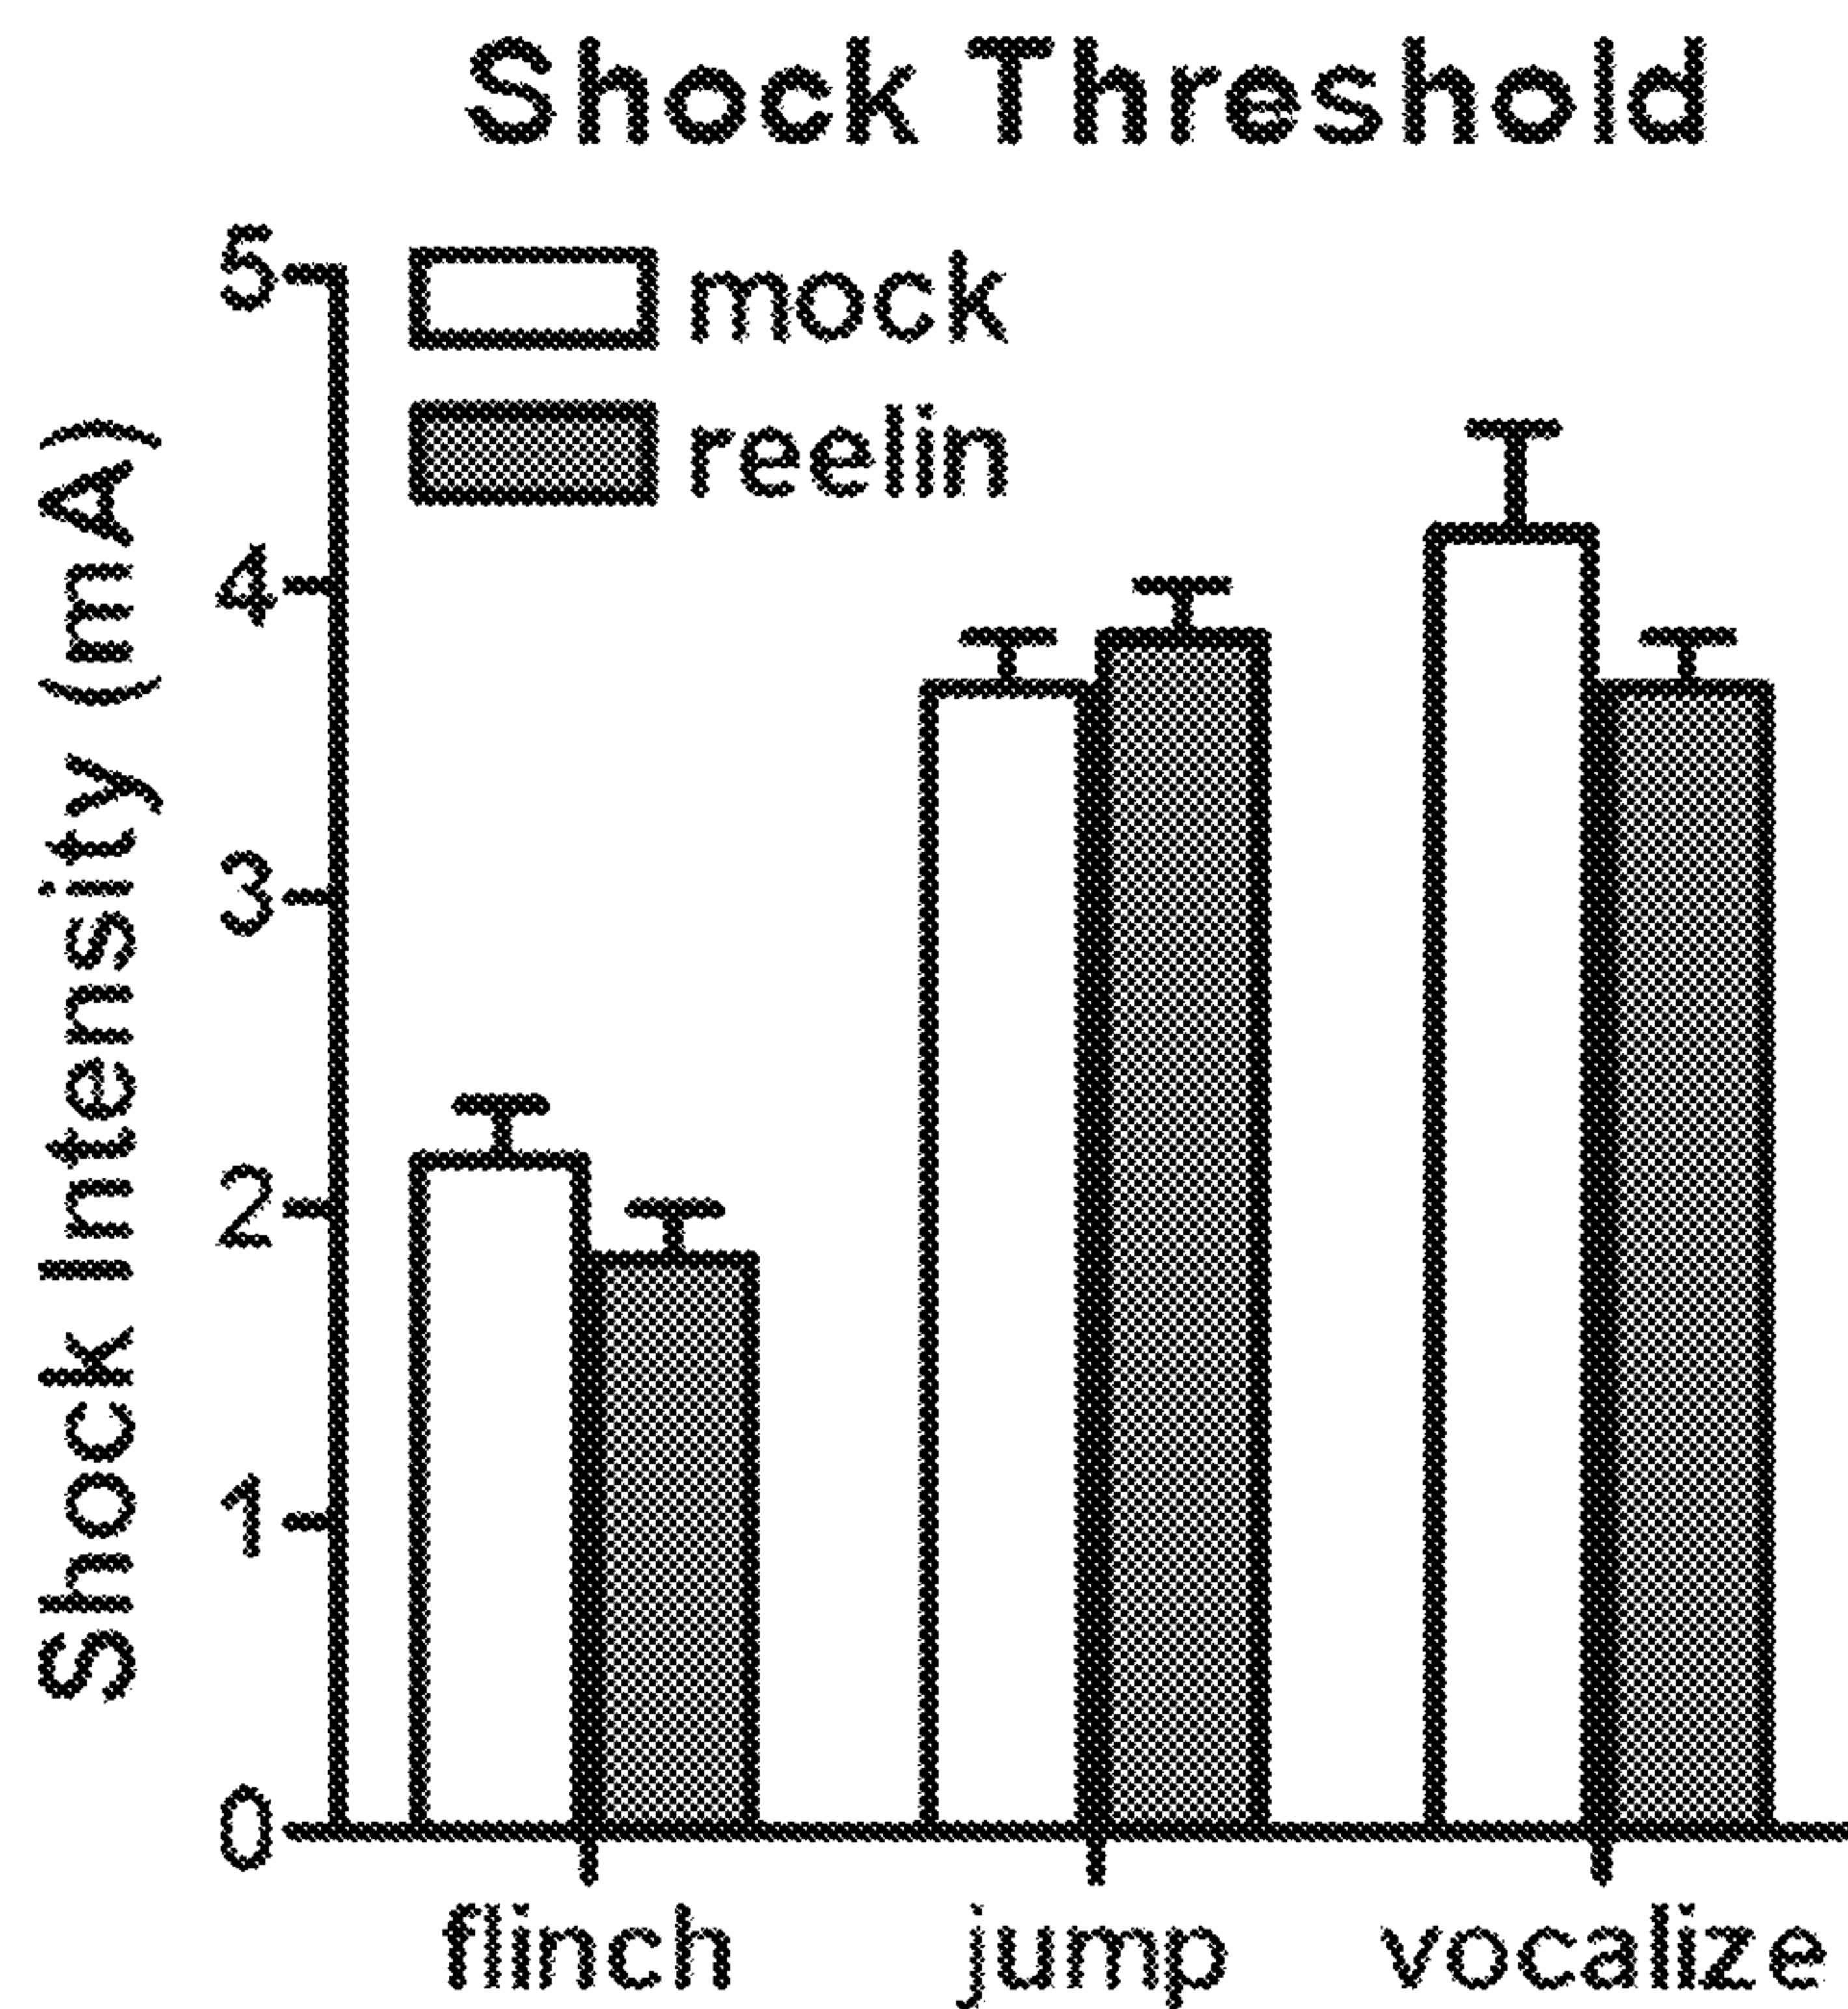 Shock Threshold
mock
reelin
Shock Intensity (mA)
5
4
3
2
1
0
flinch jump vocalize